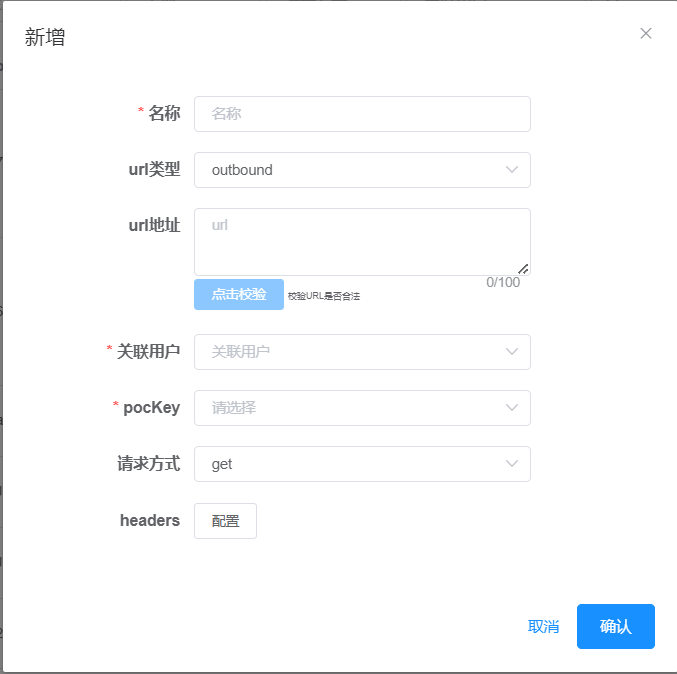 新增
* 名称 名称
url类型 outbound
url地址 url
0/100
点击校验 校验URL是否合法
* 关联用户 关联用户
* pocKey 请选择
请求方式 get
headers 配置
取消 确认